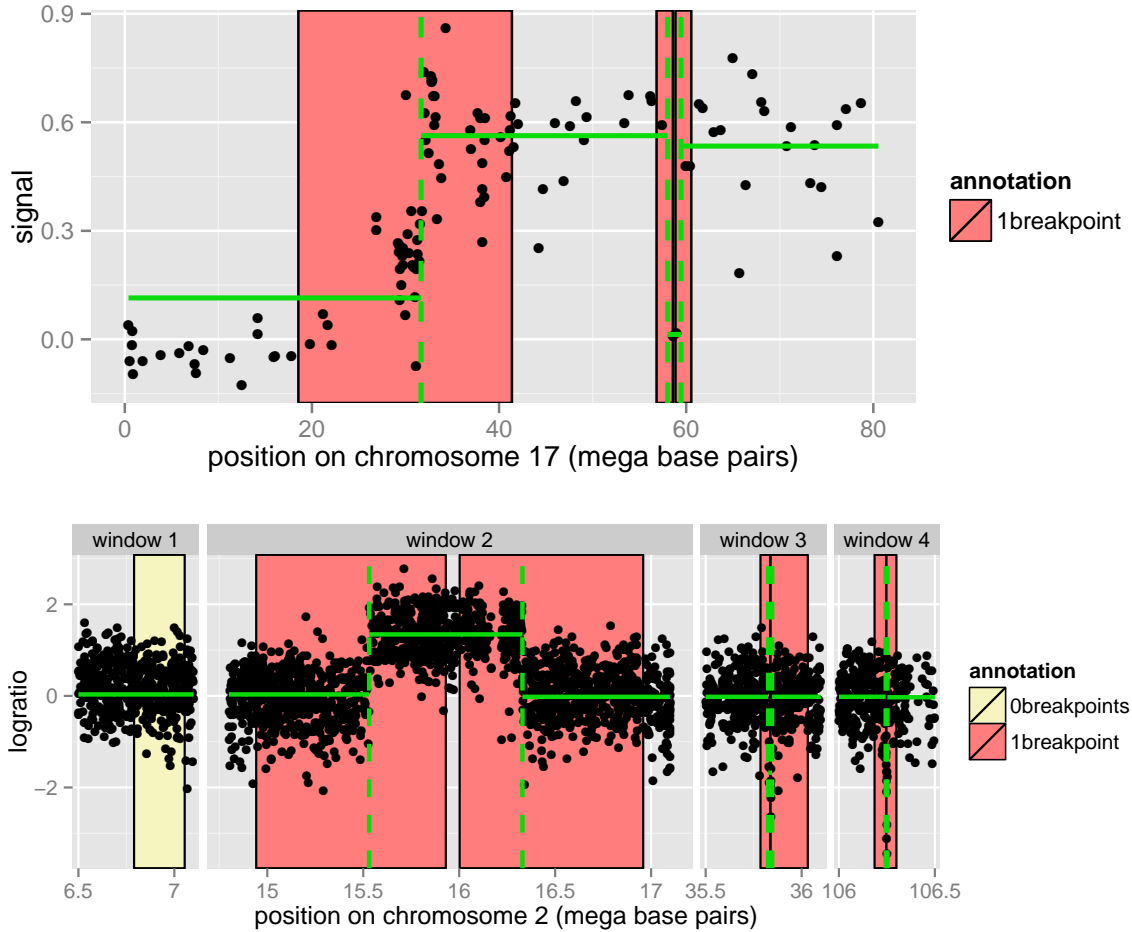 0.9
0.6
0.3
0.0
signal
0 20 40 60 80
position on chromosome 17 (mega base pairs)
annotation
1breakpoint
window 1 window 2 window 3 window 4
2
0
−2
logratio
6.5 7 15 15.5 16 16.5 17 35.5 36 106 106.5
position on chromosome 2 (mega base pairs)
annotation
0breakpoints
1breakpoint